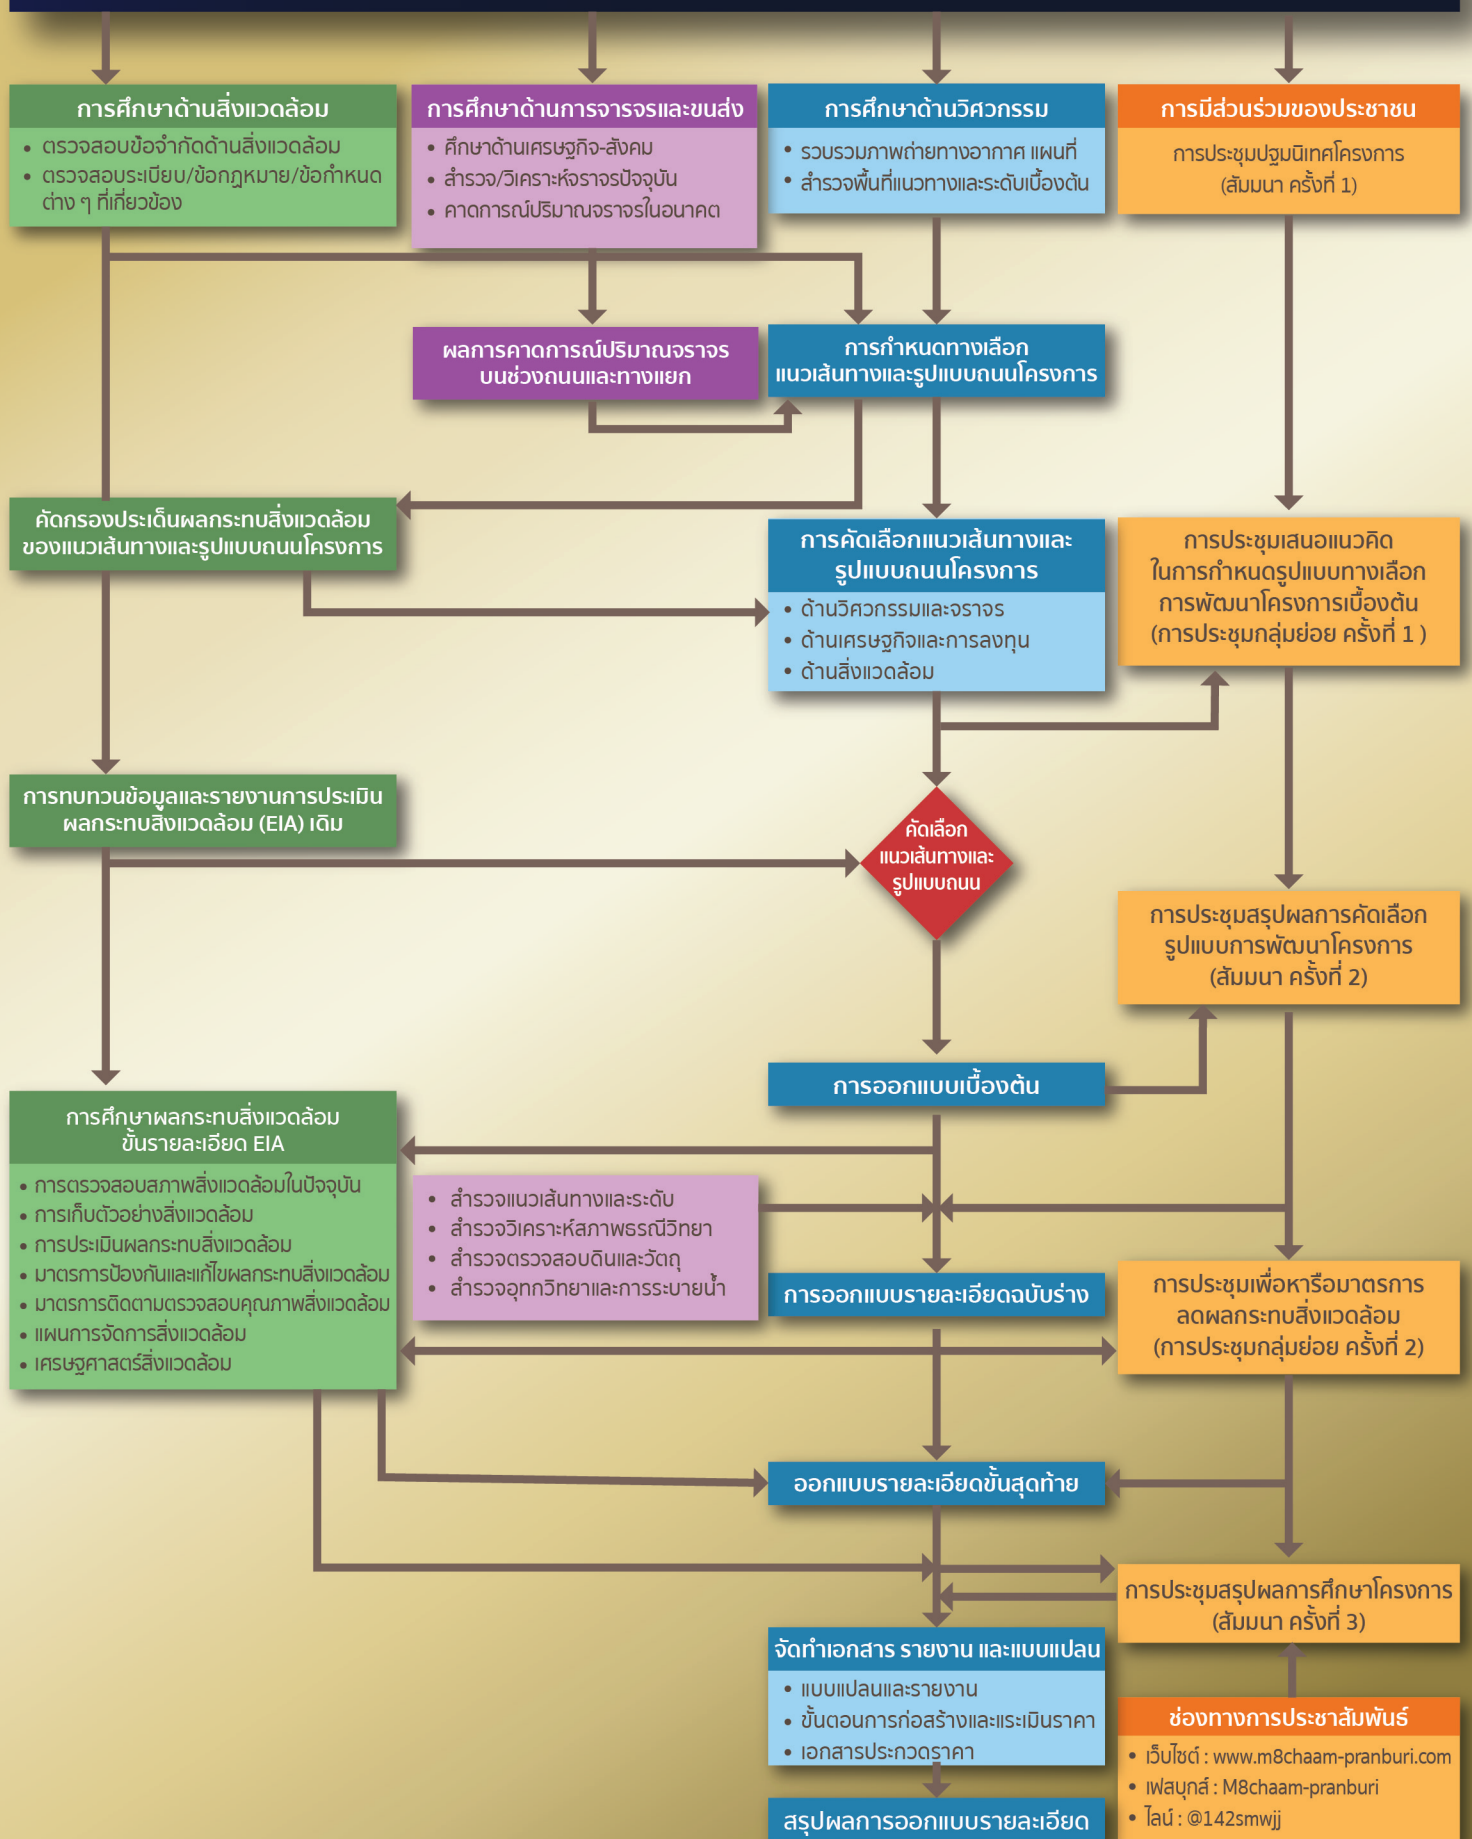 การศึกษาด้านสิ่งแวดล้อม
• ตรวจสอบข้อจำกัดด้านสิ่งแวดล้อม
• ตรวจสอบระเบียบ/ข้อกฎหมาย/ข้อกำหนด
ต่าง ๆ ที่เกี่ยวข้อง
การศึกษาด้านการจารจรและขนส่ง
• ศึกษาด้านเศรษฐกิจ-สังคม
• สำรวจ/วิเคราะห์จราจรปัจจุบัน
• คาดการณ์ปริมาณจราจรในอนาคต
การศึกษาด้านวิศวกรรม
• รวบรวมภาพถ่ายทางอากาศ แผนที่
• สำรวจพื้นที่แนวทางและระดับเบื้องต้น
การมีส่วนร่วมของประชาชน
การประชุมปฐมนิเทศโครงการ
(สัมมนา ครั้งที่ 1)
ผลการคาดการณ์ปริมาณจราจร
บนช่วงถนนและทางแยก
การกำหนดทางเลือก
แนวเส้นทางและรูปแบบถนนโครงการ
คัดกรองประเด็นผลกระทบสิ่งแวดล้อม
ของแนวเส้นทางและรูปแบบถนนโครงการ
การคัดเลือกแนวเส้นทางและ
รูปแบบถนนโครงการ
• ด้านวิศวกรรมและจราจร
• ด้านเศรษฐกิจและการลงทุน
• ด้านสิ่งแวดล้อม
การประชุมเสนอแนวคิด
ในการกำหนดรูปแบบทางเลือก
การพัฒนาโครงการเบื้องต้น
(การประชุมกลุ่มย่อย ครั้งที่ 1 )
การทบทวนข้อมูลและรายงานการประเมิน
ผลกระทบสิ่งแวดล้อม (EIA) เดิม
คัดเลือก
แนวเส้นทางและ
รูปแบบถนน
การประชุมสรุปผลการคัดเลือก
รูปแบบการพัฒนาโครงการ
(สัมมนา ครั้งที่ 2)
การออกแบบเบื้องต้น
การศึกษาผลกระทบสิ่งแวดล้อม
ขั้นรายละเอียด EIA
• การตรวจสอบสภาพสิ่งแวดล้อมในปัจจุบัน
• การเก็บตัวอย่างสิ่งแวดล้อม
• การประเมินผลกระทบสิ่งแวดล้อม
• มาตรการป้องกันและแก้ไขผลกระทบสิ่งแวดล้อม
• มาตรการติดตามตรวจสอบคุณภาพสิ่งแวดล้อม
• แผนการจัดการสิ่งแวดล้อม
• เศรษฐศาสตร์สิ่งแวดล้อม
• สำรวจแนวเส้นทางและระดับ
• สำรวจวิเคราะห์สภาพธรณีวิทยา
• สำรวจตรวจสอบดินและวัตถุ
• สำรวจอุทกวิทยาและการระบายน้ำ
การออกแบบรายละเอียดฉบับร่าง
การประชุมเพื่อหารือมาตรการ
ลดผลกระทบสิ่งแวดล้อม
(การประชุมกลุ่มย่อย ครั้งที่ 2)
ออกแบบรายละเอียดขั้นสุดท้าย
การประชุมสรุปผลการศึกษาโครงการ
(สัมมนา ครั้งที่ 3)
จัดทำเอกสาร รายงาน และแบบแปลน
• แบบแปลนและรายงาน
• ขั้นตอนการก่อสร้างและแระเมินราคา
• เอกสารประกวดราคา
ช่องทางการประชาสัมพันธ์
• เว็บไซต์ : www.m8chaam-pranburi.com
• เฟสบุกส์ : M8chaam-pranburi
• ไลน์ : @142smwjj
สรุปผลการออกแบบรายละเอียด